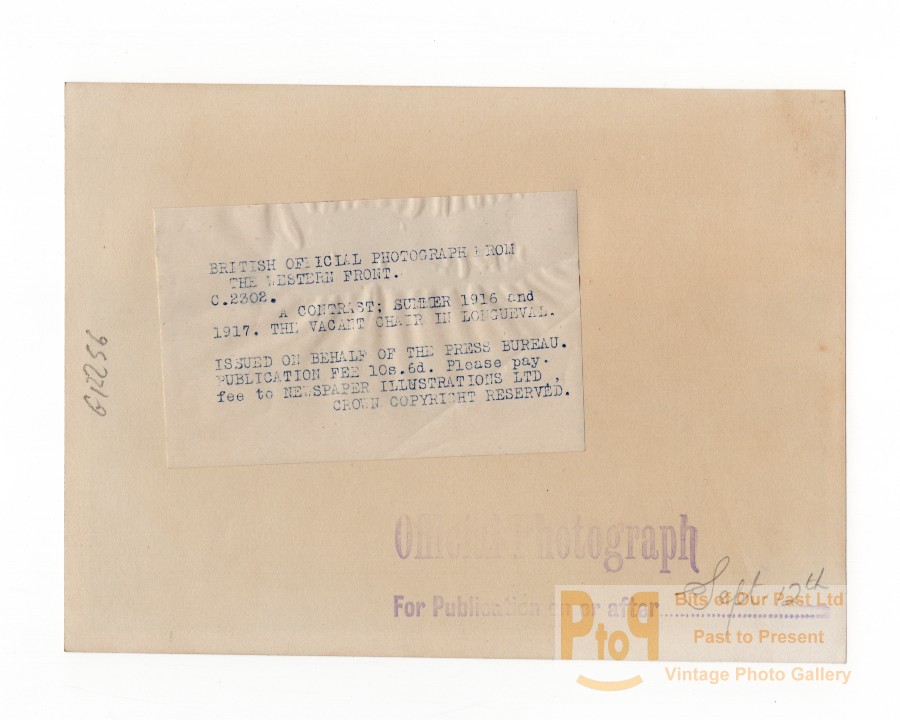 BRITISH OFFICIAL PHOTOGRAPH FROM
THE WESTERN FRONT.
C.2302.
A CONTRAST; SUMMER 1916 and
1917. THE VACANT CHAIR IN LONGUEVAL.
ISSUED ON BEHALF OF THE PRESS BUREAU.
PUBLICATION FEE 10s.6d. Please pay.
fee to NEWSPAPER ILLUSTRATIONS LTD,
CROWN COPYRIGHT RESERVED.
G12256
Official Photograph
For Publication on or after Sept 12th
PtoP
Bits of Our Past Ltd
Past to Present
Vintage Photo Gallery